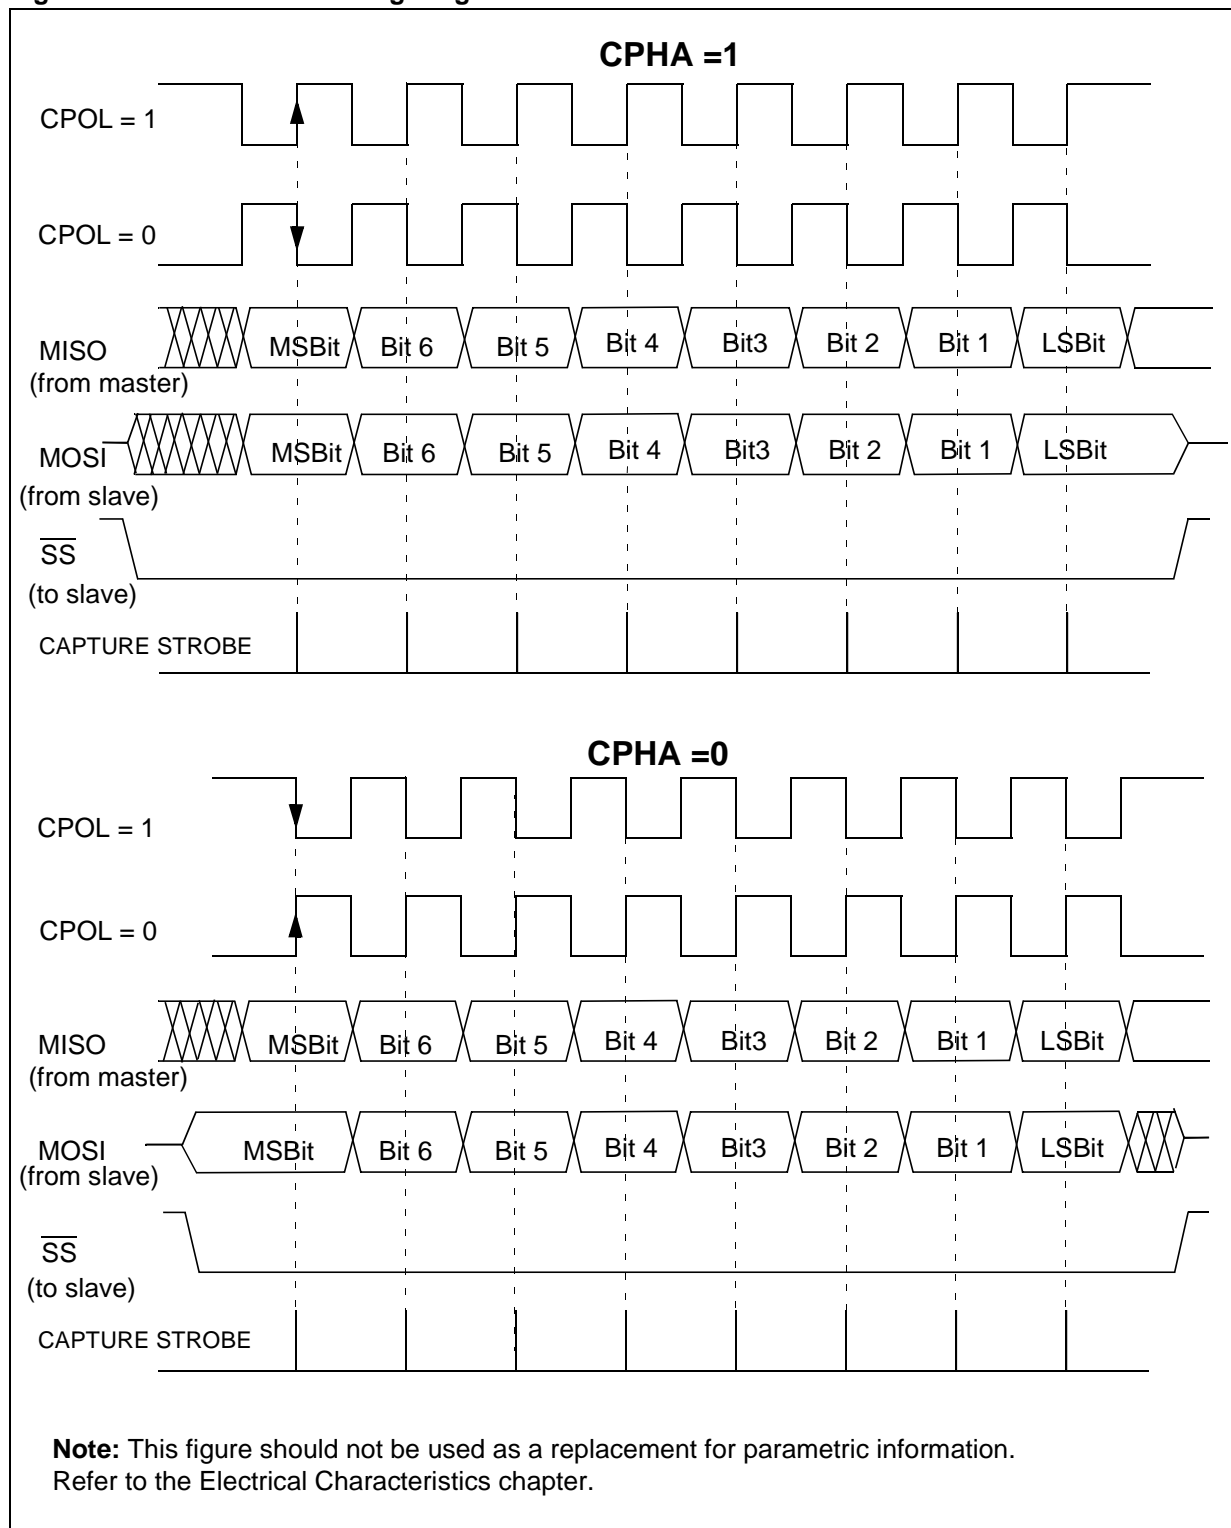 CPHA =1
CPOL = 1
CPOL = 0
MISO
(from master)
MSBit Bit 6 Bit 5 Bit 4 Bit3 Bit 2 Bit 1 LSBit
MOSI
(from slave)
MSBit Bit 6 Bit 5 Bit 4 Bit3 Bit 2 Bit 1 LSBit
SS
(to slave)
CAPTURE STROBE
CPHA =0
CPOL = 1
CPOL = 0
MISO
(from master)
MSBit Bit 6 Bit 5 Bit 4 Bit3 Bit 2 Bit 1 LSBit
MOSI
(from slave)
MSBit Bit 6 Bit 5 Bit 4 Bit3 Bit 2 Bit 1 LSBit
SS
(to slave)
CAPTURE STROBE
Note: This figure should not be used as a replacement for parametric information.
Refer to the Electrical Characteristics chapter.